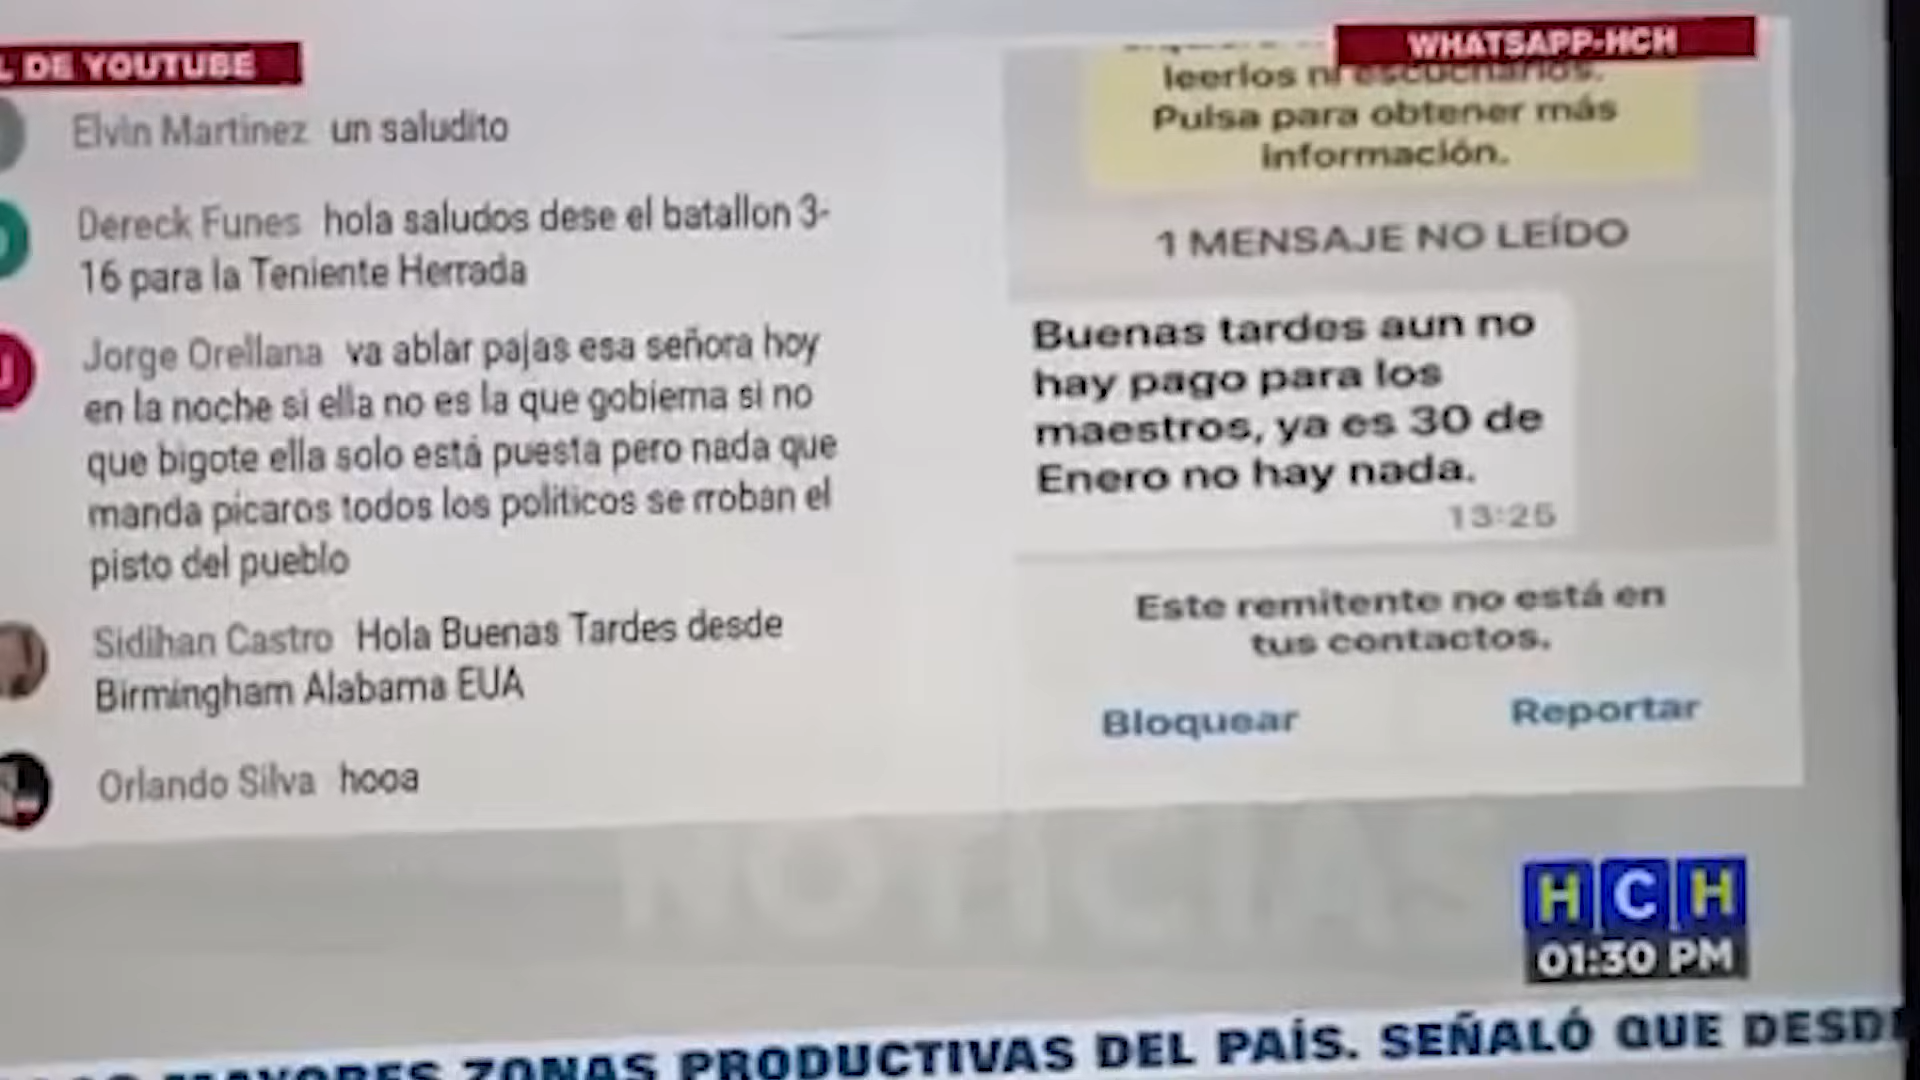 L DE YOUTUBE
Elvin Martinez un saludito
Dereck Funes hola saludos dese el batallon 3-
16 para la Teniente Herrada
Jorge Orellana va ablar pajas esa señora hoy
en la noche si ella no es la que gobierna si no
que bigote ella solo está puesta pero nada que
manda picaros todos los politicos se rroban el
pisto del pueblo
Sidihan Castro Hola Buenas Tardes desde
Birmingham Alabama EUA
Orlando Silva hooa
WHATSAPP-HCH
leerlos ni escucharlos.
Pulsa para obtener más
información.
1 MENSAJE NO LEÍDO
Buenas tardes aun no
hay pago para los
maestros, ya es 30 de
Enero no hay nada.
13:25
Este remitente no está en
tus contactos.
Bloquear
Reportar
NOTICIAS
HCH
01:30 PM
MAYORES ZONAS PRODUCTIVAS DEL PAÍS. SEÑALÓ QUE DESDE